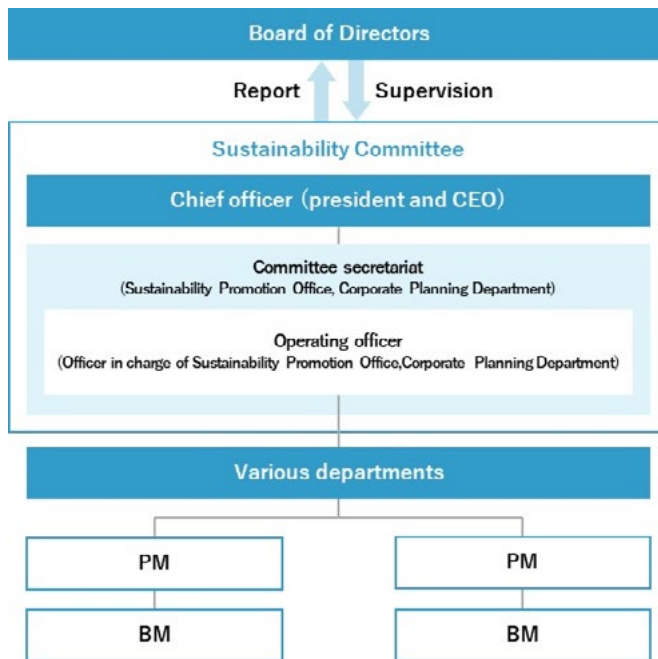 Board of Directors
Report
Supervision
Sustainability Committee
Chief officer (president and CEO)
Committee secretariat
(Sustainability Promotion Office, Corporate Planning Department)
Operating officer
(Officer in charge of Sustainability Promotion Office,Corporate Planning Department)
Various departments
PM
PM
BM
BM